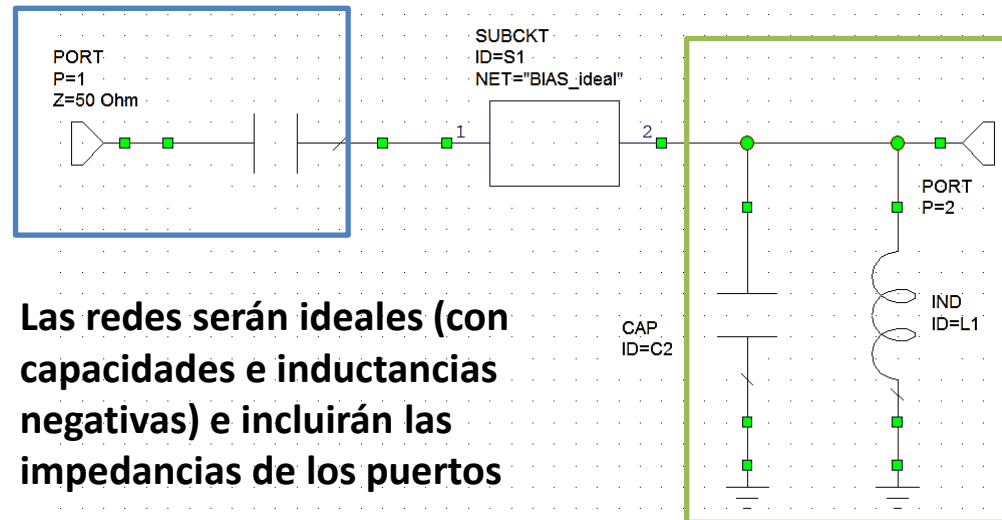 PORT
P=1
Z=50 Ohm
SUBCKT
ID=S1
NET="BIAS_ideal"
1
2
PORT
P=2
CAP
ID=C2
IND
ID=L1
Las redes serán ideales (con
capacidades e inductancias
negativas) e incluirán las
impedancias de los puertos